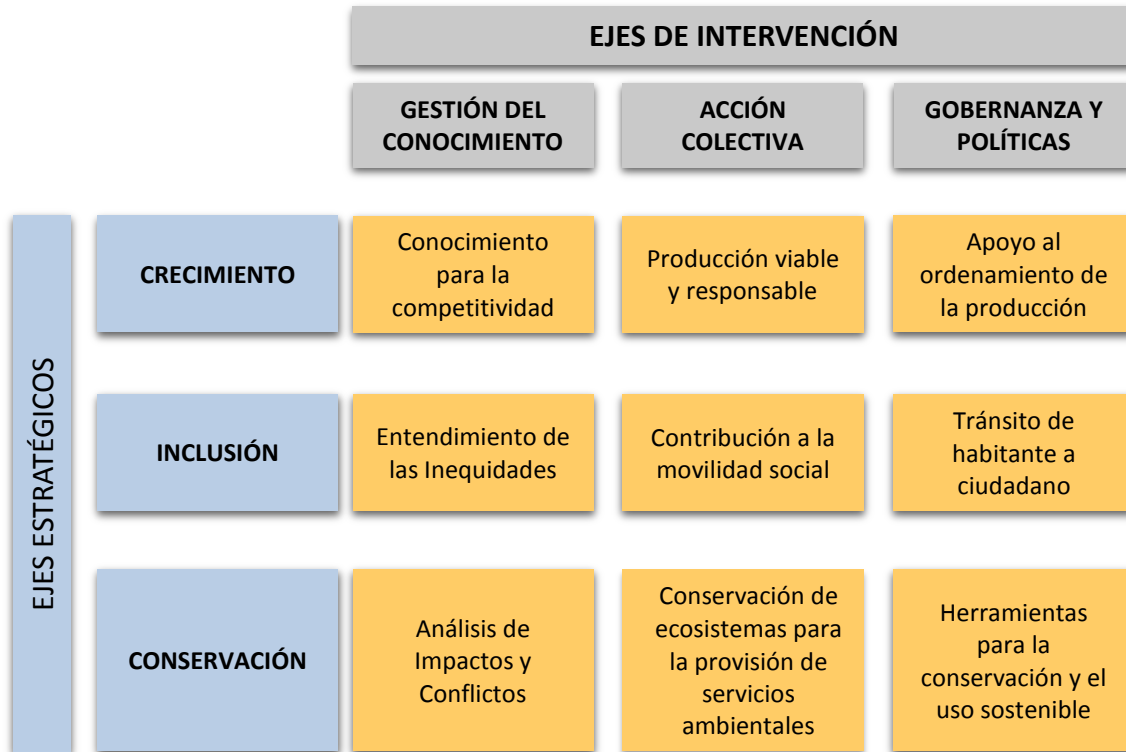 EJES DE INTERVENCIÓN
GESTIÓN DEL
CONOCIMIENTO
ACCIÓN
COLECTIVA
GOBERNANZA Y
POLÍTICAS
EJES ESTRATÉGICOS
CRECIMIENTO
Conocimiento
para la
competitividad
Producción viable
y responsable
Apoyo al
ordenamiento de
la producción
INCLUSIÓN
Entendimiento de
las Inequidades
Contribución a la
movilidad social
Tránsito de
habitante a
ciudadano
CONSERVACIÓN
Análisis de
Impactos y
Conflictos
Conservación de
ecosistemas para
la provisión de
servicios
ambientales
Herramientas
para la
conservación y el
uso sostenible